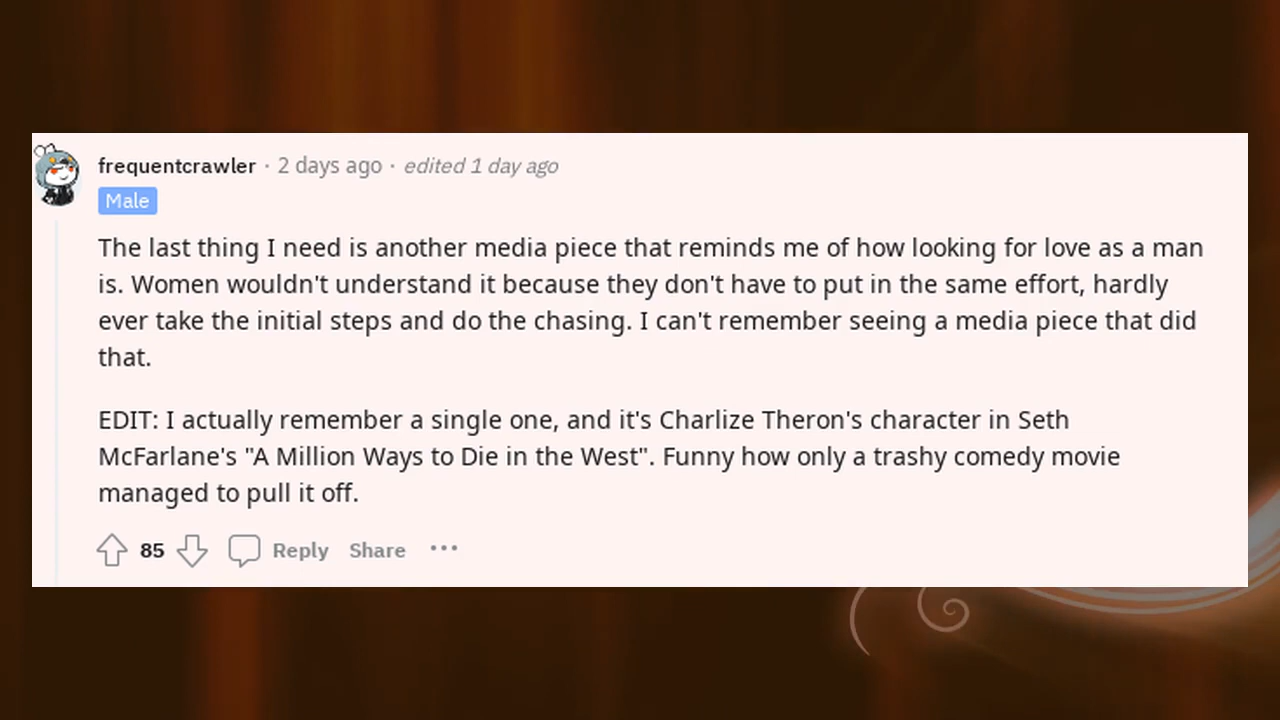 frequentcrawler · 2 days ago · edited 1 day ago
Male
The last thing I need is another media piece that reminds me of how looking for love as a man
is. Women wouldn't understand it because they don't have to put in the same effort, hardly
ever take the initial steps and do the chasing. I can't remember seeing a media piece that did
that.
EDIT: I actually remember a single one, and it's Charlize Theron's character in Seth
McFarlane's "A Million Ways to Die in the West". Funny how only a trashy comedy movie
managed to pull it off.
85 Reply Share ...